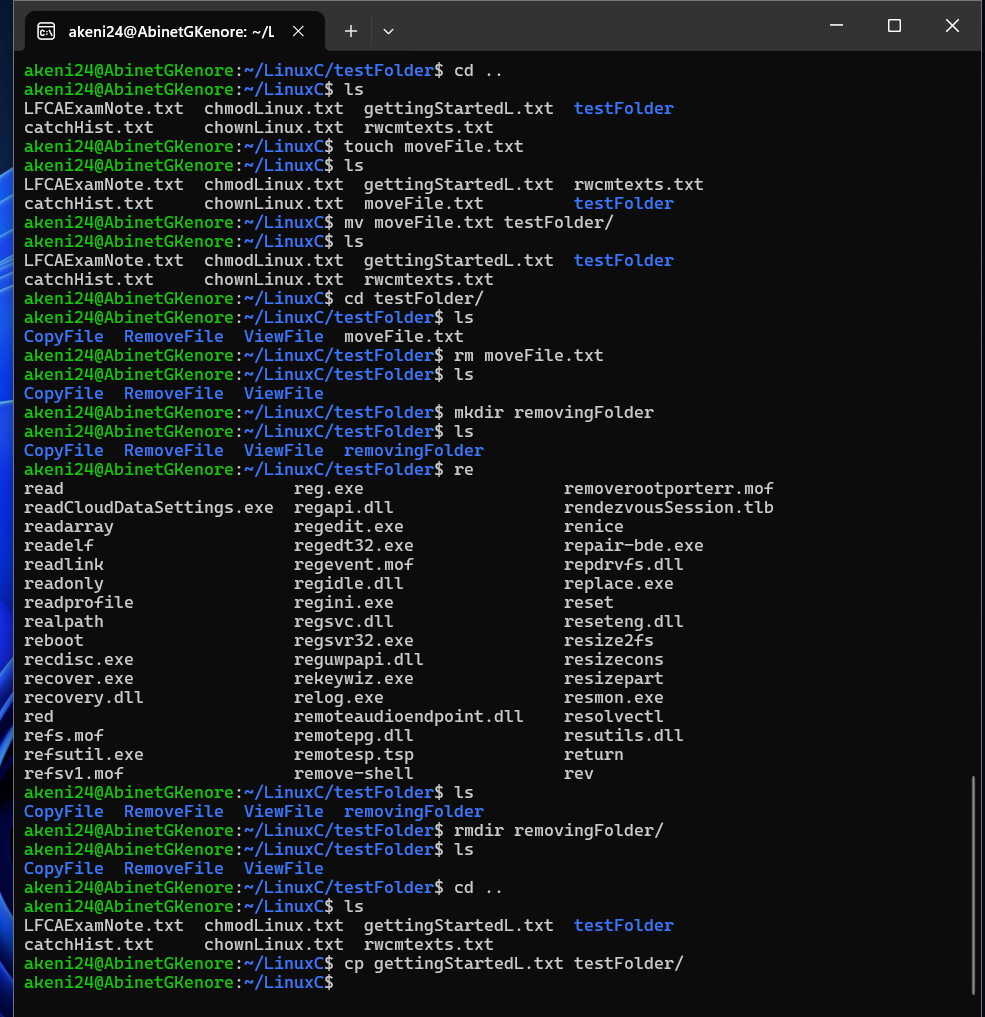 akeni24@AbinetGKenore: ~/L
akeni24@AbinetGKenore:~/LinuxC/testFolder$ cd ..
akeni24@AbinetGKenore:~/LinuxC$ ls
LFCAExamNote.txt  chmodLinux.txt  gettingStartedL.txt  testFolder
catchHist.txt     chownLinux.txt  rwcmtexts.txt
akeni24@AbinetGKenore:~/LinuxC$ touch moveFile.txt
akeni24@AbinetGKenore:~/LinuxC$ ls
LFCAExamNote.txt  chmodLinux.txt  gettingStartedL.txt  rwcmtexts.txt
catchHist.txt     chownLinux.txt  moveFile.txt         testFolder
akeni24@AbinetGKenore:~/LinuxC$ mv moveFile.txt testFolder/
akeni24@AbinetGKenore:~/LinuxC$ ls
LFCAExamNote.txt  chmodLinux.txt  gettingStartedL.txt  testFolder
catchHist.txt     chownLinux.txt  rwcmtexts.txt
akeni24@AbinetGKenore:~/LinuxC$ cd testFolder/
akeni24@AbinetGKenore:~/LinuxC/testFolder$ ls
CopyFile  RemoveFile  ViewFile  moveFile.txt
akeni24@AbinetGKenore:~/LinuxC/testFolder$ rm moveFile.txt
akeni24@AbinetGKenore:~/LinuxC/testFolder$ ls
CopyFile  RemoveFile  ViewFile
akeni24@AbinetGKenore:~/LinuxC/testFolder$ mkdir removingFolder
akeni24@AbinetGKenore:~/LinuxC/testFolder$ ls
CopyFile  RemoveFile  ViewFile  removingFolder
akeni24@AbinetGKenore:~/LinuxC/testFolder$ re
read                       reg.exe                    removerootporterr.mof
readCloudDataSettings.exe  regapi.dll                 rendezvousSession.tlb
readarray                  regedit.exe                renice
readelf                    regedt32.exe               repair-bde.exe
readlink                   regevent.mof               repdrvfs.dll
readonly                   regidle.dll                replace.exe
readprofile                regini.exe                 reset
realpath                   regsvc.dll                 reseteng.dll
reboot                     regsvr32.exe               resize2fs
recdisc.exe                reguwpapi.dll              resizecons
recover.exe                rekeywiz.exe               resizepart
recovery.dll               relog.exe                  resmon.exe
red                        remoteaudioendpoint.dll    resolvectl
refs.mof                   remotepg.dll               resutils.dll
refsutil.exe               remotesp.tsp               return
refsv1.mof                 remove-shell               rev
akeni24@AbinetGKenore:~/LinuxC/testFolder$ ls
CopyFile  RemoveFile  ViewFile  removingFolder
akeni24@AbinetGKenore:~/LinuxC/testFolder$ rmdir removingFolder/
akeni24@AbinetGKenore:~/LinuxC/testFolder$ ls
CopyFile  RemoveFile  ViewFile
akeni24@AbinetGKenore:~/LinuxC/testFolder$ cd ..
akeni24@AbinetGKenore:~/LinuxC$ ls
LFCAExamNote.txt  chmodLinux.txt  gettingStartedL.txt  testFolder
catchHist.txt     chownLinux.txt  rwcmtexts.txt
akeni24@AbinetGKenore:~/LinuxC$ cp gettingStartedL.txt testFolder/
akeni24@AbinetGKenore:~/LinuxC$